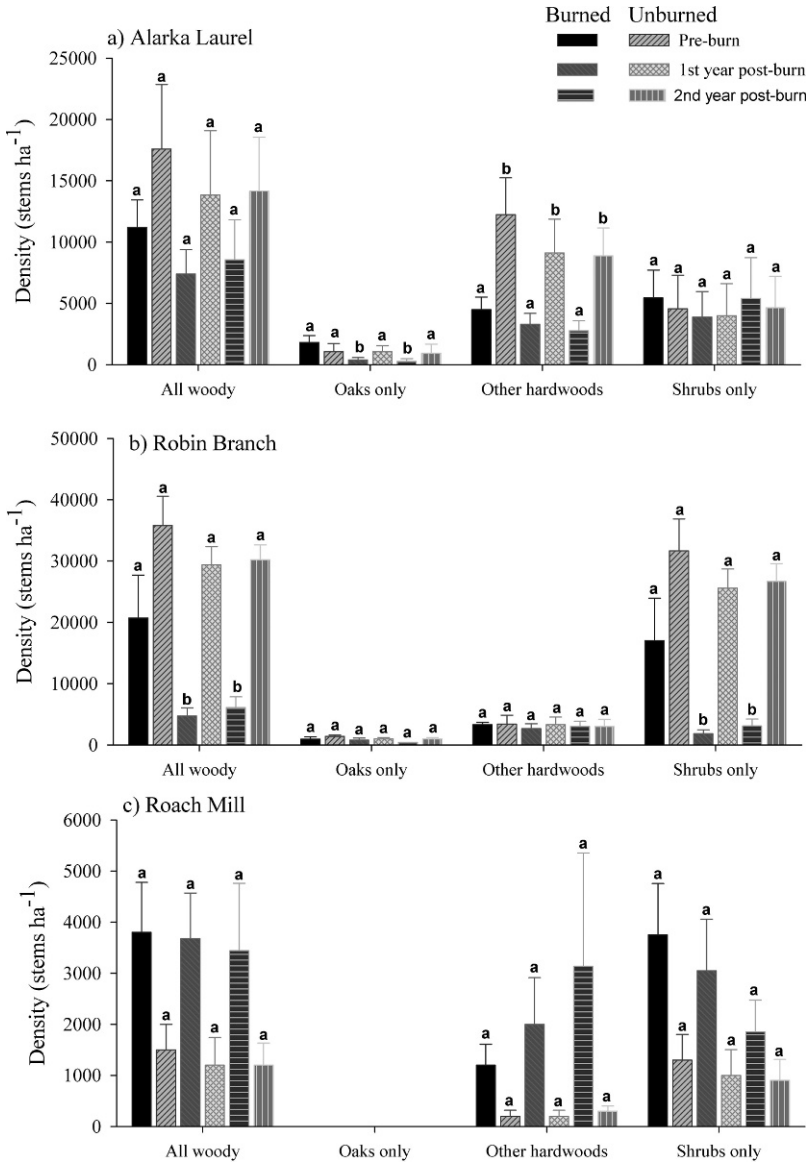 Burned Unburned
Pre-burn
1st year post-burn
2nd year post-burn
a) Alarka Laurel
Density (stems ha-1)
25000
20000
15000
10000
5000
0
a a a a a a
a a b a b a
a b a b a b
a a a a a a
All woody Oaks only Other hardwoods Shrubs only
b) Robin Branch
Density (stems ha-1)
50000
40000
30000
20000
10000
0
a a b a b a
a a a a a a
a a a a a a
a a b a b a
All woody Oaks only Other hardwoods Shrubs only
c) Roach Mill
Density (stems ha-1)
6000
5000
4000
3000
2000
1000
0
a a a a a a
a a a a a a
a a a a a a
All woody Oaks only Other hardwoods Shrubs only